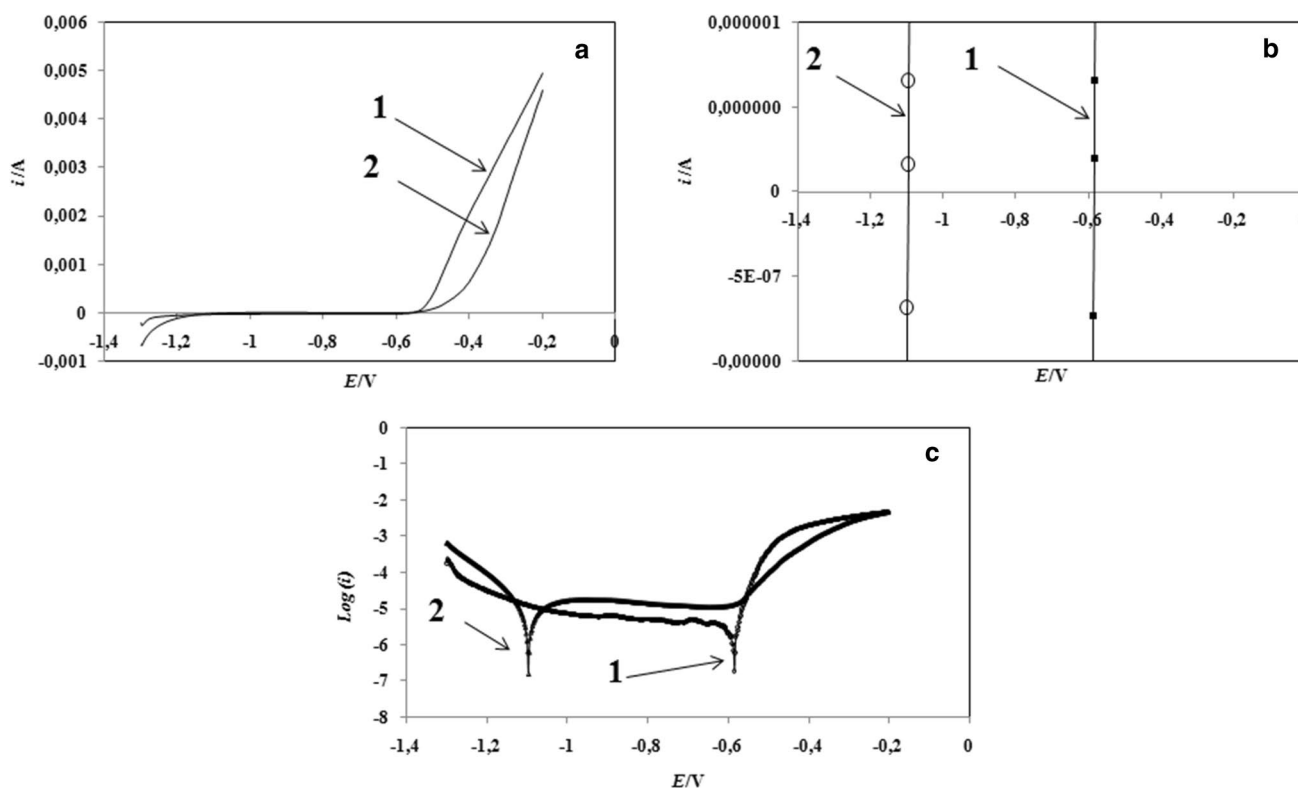 0,006
-1,4 -1,2 -1 -0,8 -0,6 -0,4 -0,2 0
0,005
0,004
0,003
0,002
0,001
0
-0,001
i/A
E/V
1
2
a
0,000001
0,000000
0
-5E-07
-0,00000
-1,4 -1,2 -1 -0,8 -0,6 -0,4 -0,2
i/A
E/V
2
1
b
0
-1
-2
-3
-4
-5
-6
-7
-8
-1,4 -1,2 -1 -0,8 -0,6 -0,4 -0,2 0
Log (i)
E/V
2
1
c